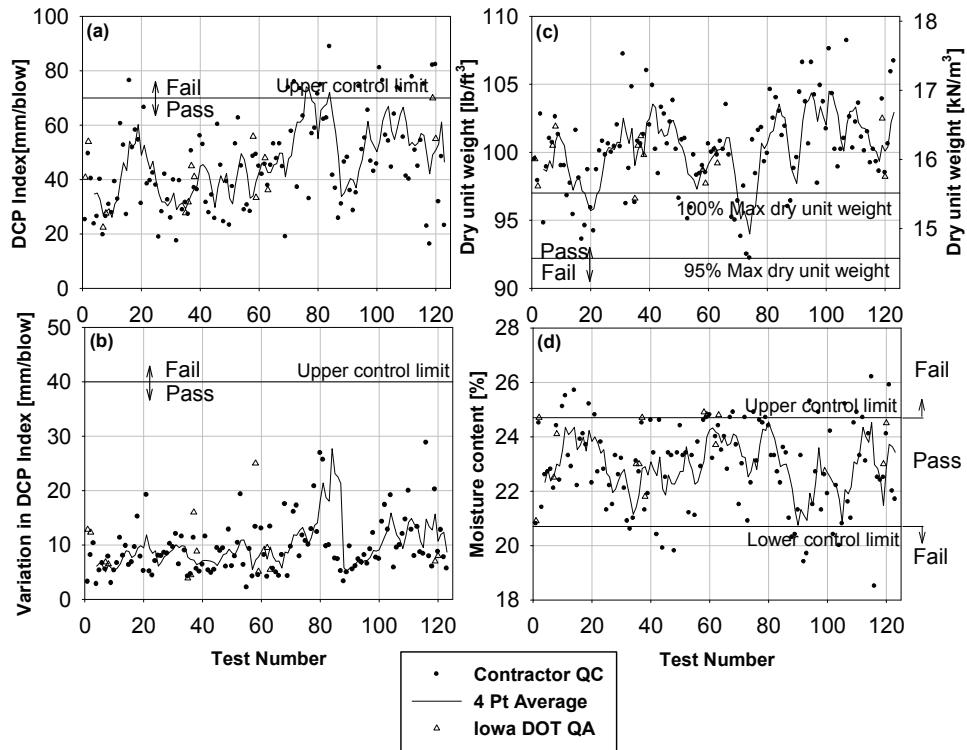 (a)
DCP Index[mm/blow]
100
80
60
40
20
0
Fail
Pass
Upper control limit
0 20 40 60 80 100 120
(c)
Dry unit weight [lb/ft³]
110
105
100
95
90
100% Max dry unit weight
Pass
Fail
95% Max dry unit weight
18
17
16
15
Dry unit weight [kN/m³]
0 20 40 60 80 100 120
(b)
Variation in DCP Index [mm/blow]
50
40
30
20
10
0
Fail
Pass
Upper control limit
0 20 40 60 80 100 120
Test Number
(d)
Moisture content [%]
28
26
24
22
20
18
Upper control limit
Lower control limit
Fail
Pass
Fail
0 20 40 60 80 100 120
Test Number
Contractor QC
4 Pt Average
Iowa DOT QA